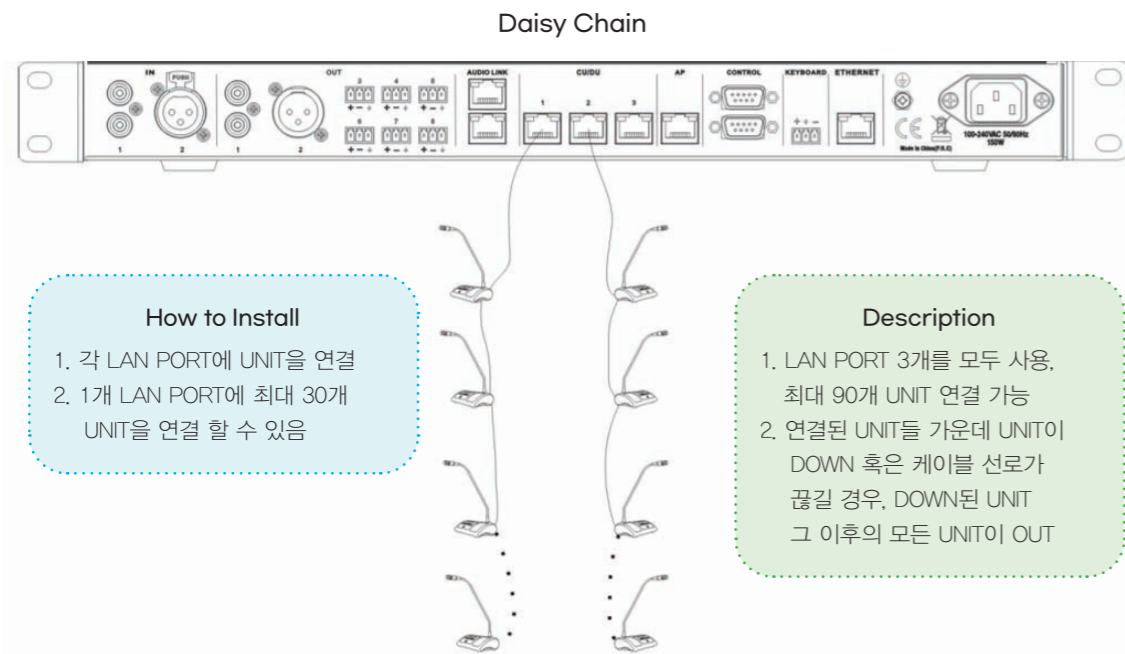 Daisy Chain
IN
PUSH
OUT
AUDIO LINK
CU/DU
AP
CONTROL
KEYBOARD
ETHERNET
3 4 5
1 2 3
+ - ⏚ + - ⏚ + - ⏚
+ + -
6 7 8
1 2 1 2
+ - ⏚ + - ⏚ + - ⏚
CE
Made In China(P.R.C)
100-240VAC 50/60Hz
150W
How to Install
1. 각 LAN PORT에 UNIT을 연결
2. 1개 LAN PORT에 최대 30개
UNIT을 연결 할 수 있음
Description
1. LAN PORT 3개를 모두 사용,
최대 90개 UNIT 연결 가능
2. 연결된 UNIT들 가운데 UNIT이
DOWN 혹은 케이블 선로가
끊길 경우, DOWN된 UNIT
그 이후의 모든 UNIT이 OUT